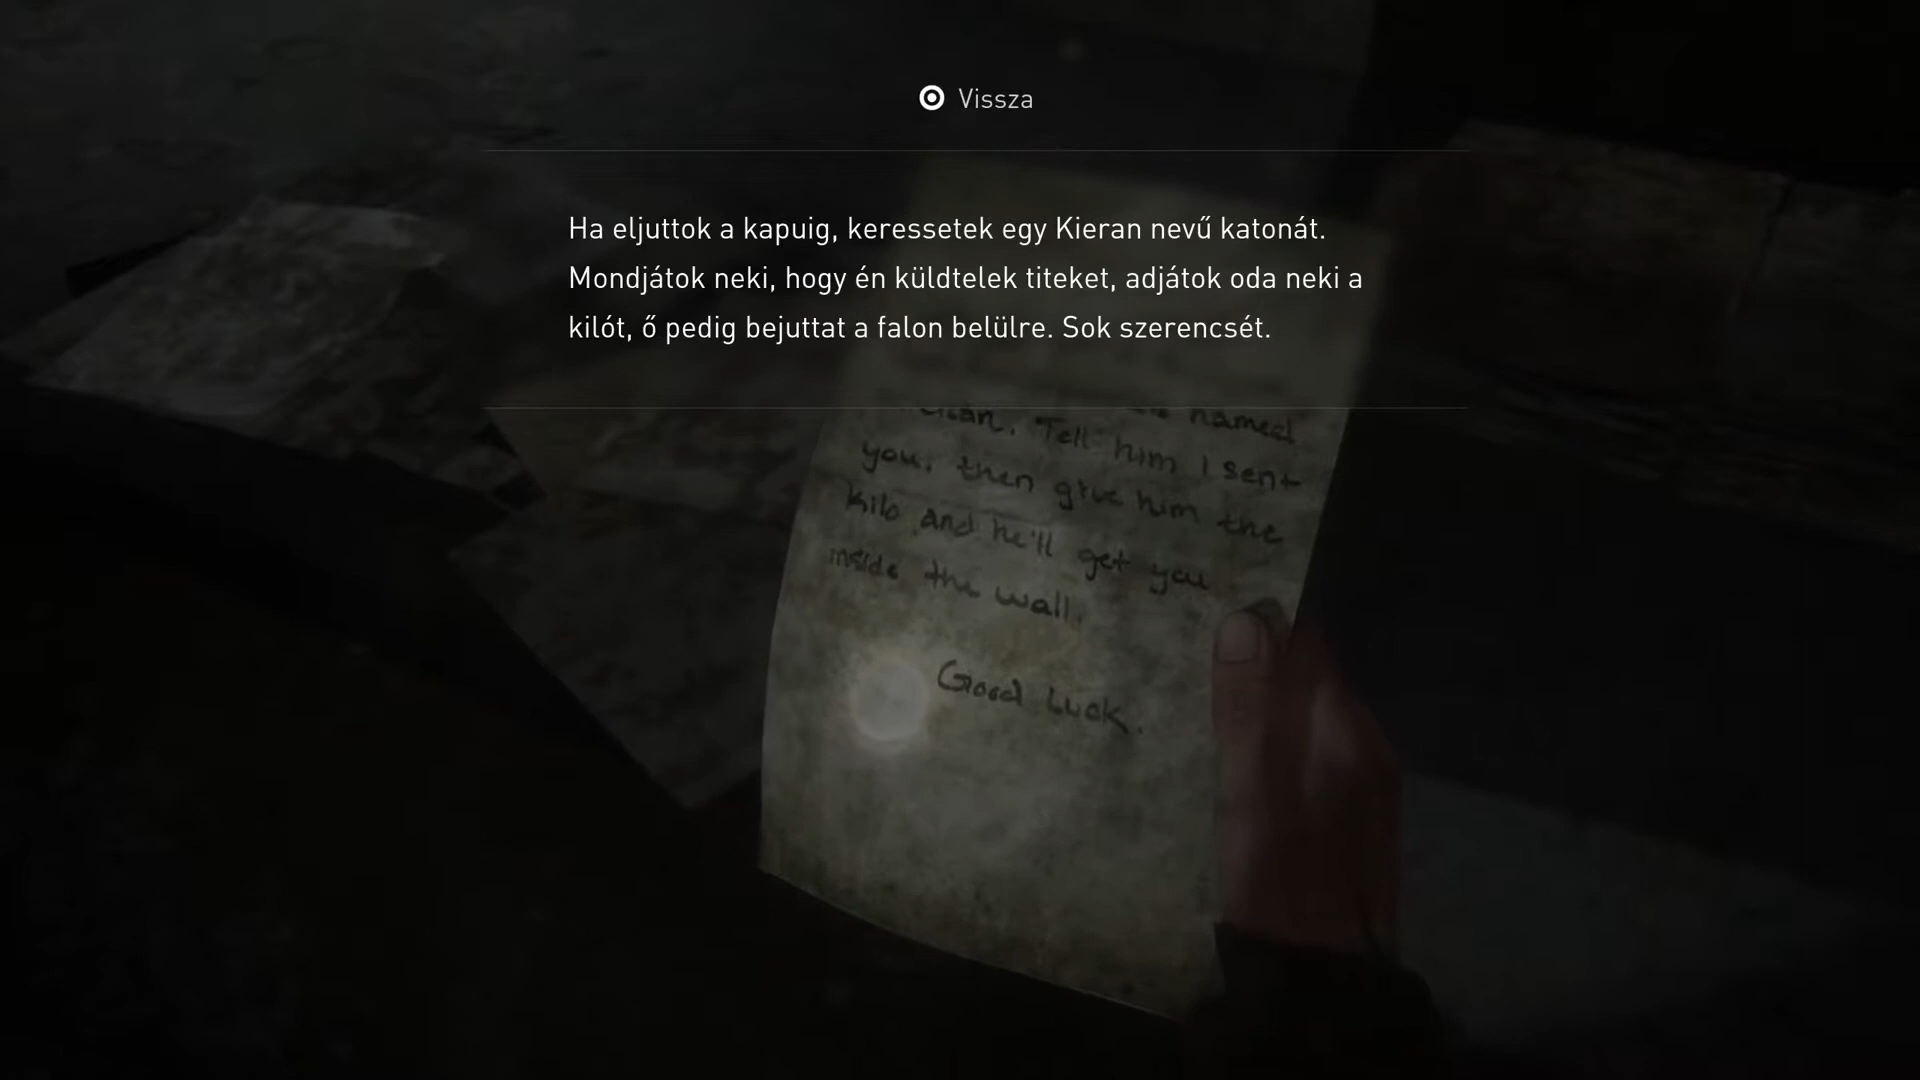 Vissza
Ha eljuttok a kapuig, keressetek egy Kieran nevű katonát.
Mondjátok neki, hogy én küldtelek titeket, adjátok oda neki a
kilót, ő pedig bejuttat a falon belülre. Sok szerencsét.
named
Tell him I sent
you, then give him the
kilo and he'll get you
inside the wall.
Good Luck.